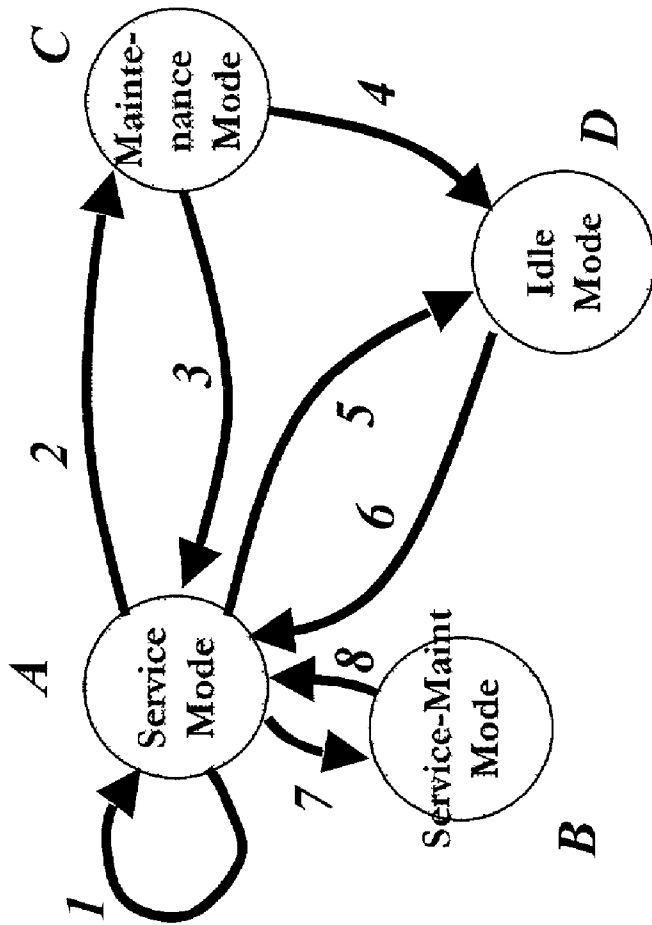 A
C
1
2
Service
Mode
3
Mainte-
nance
Mode
7
8
5
6
4
Service-Maint
Mode
Idle
Mode
B
D